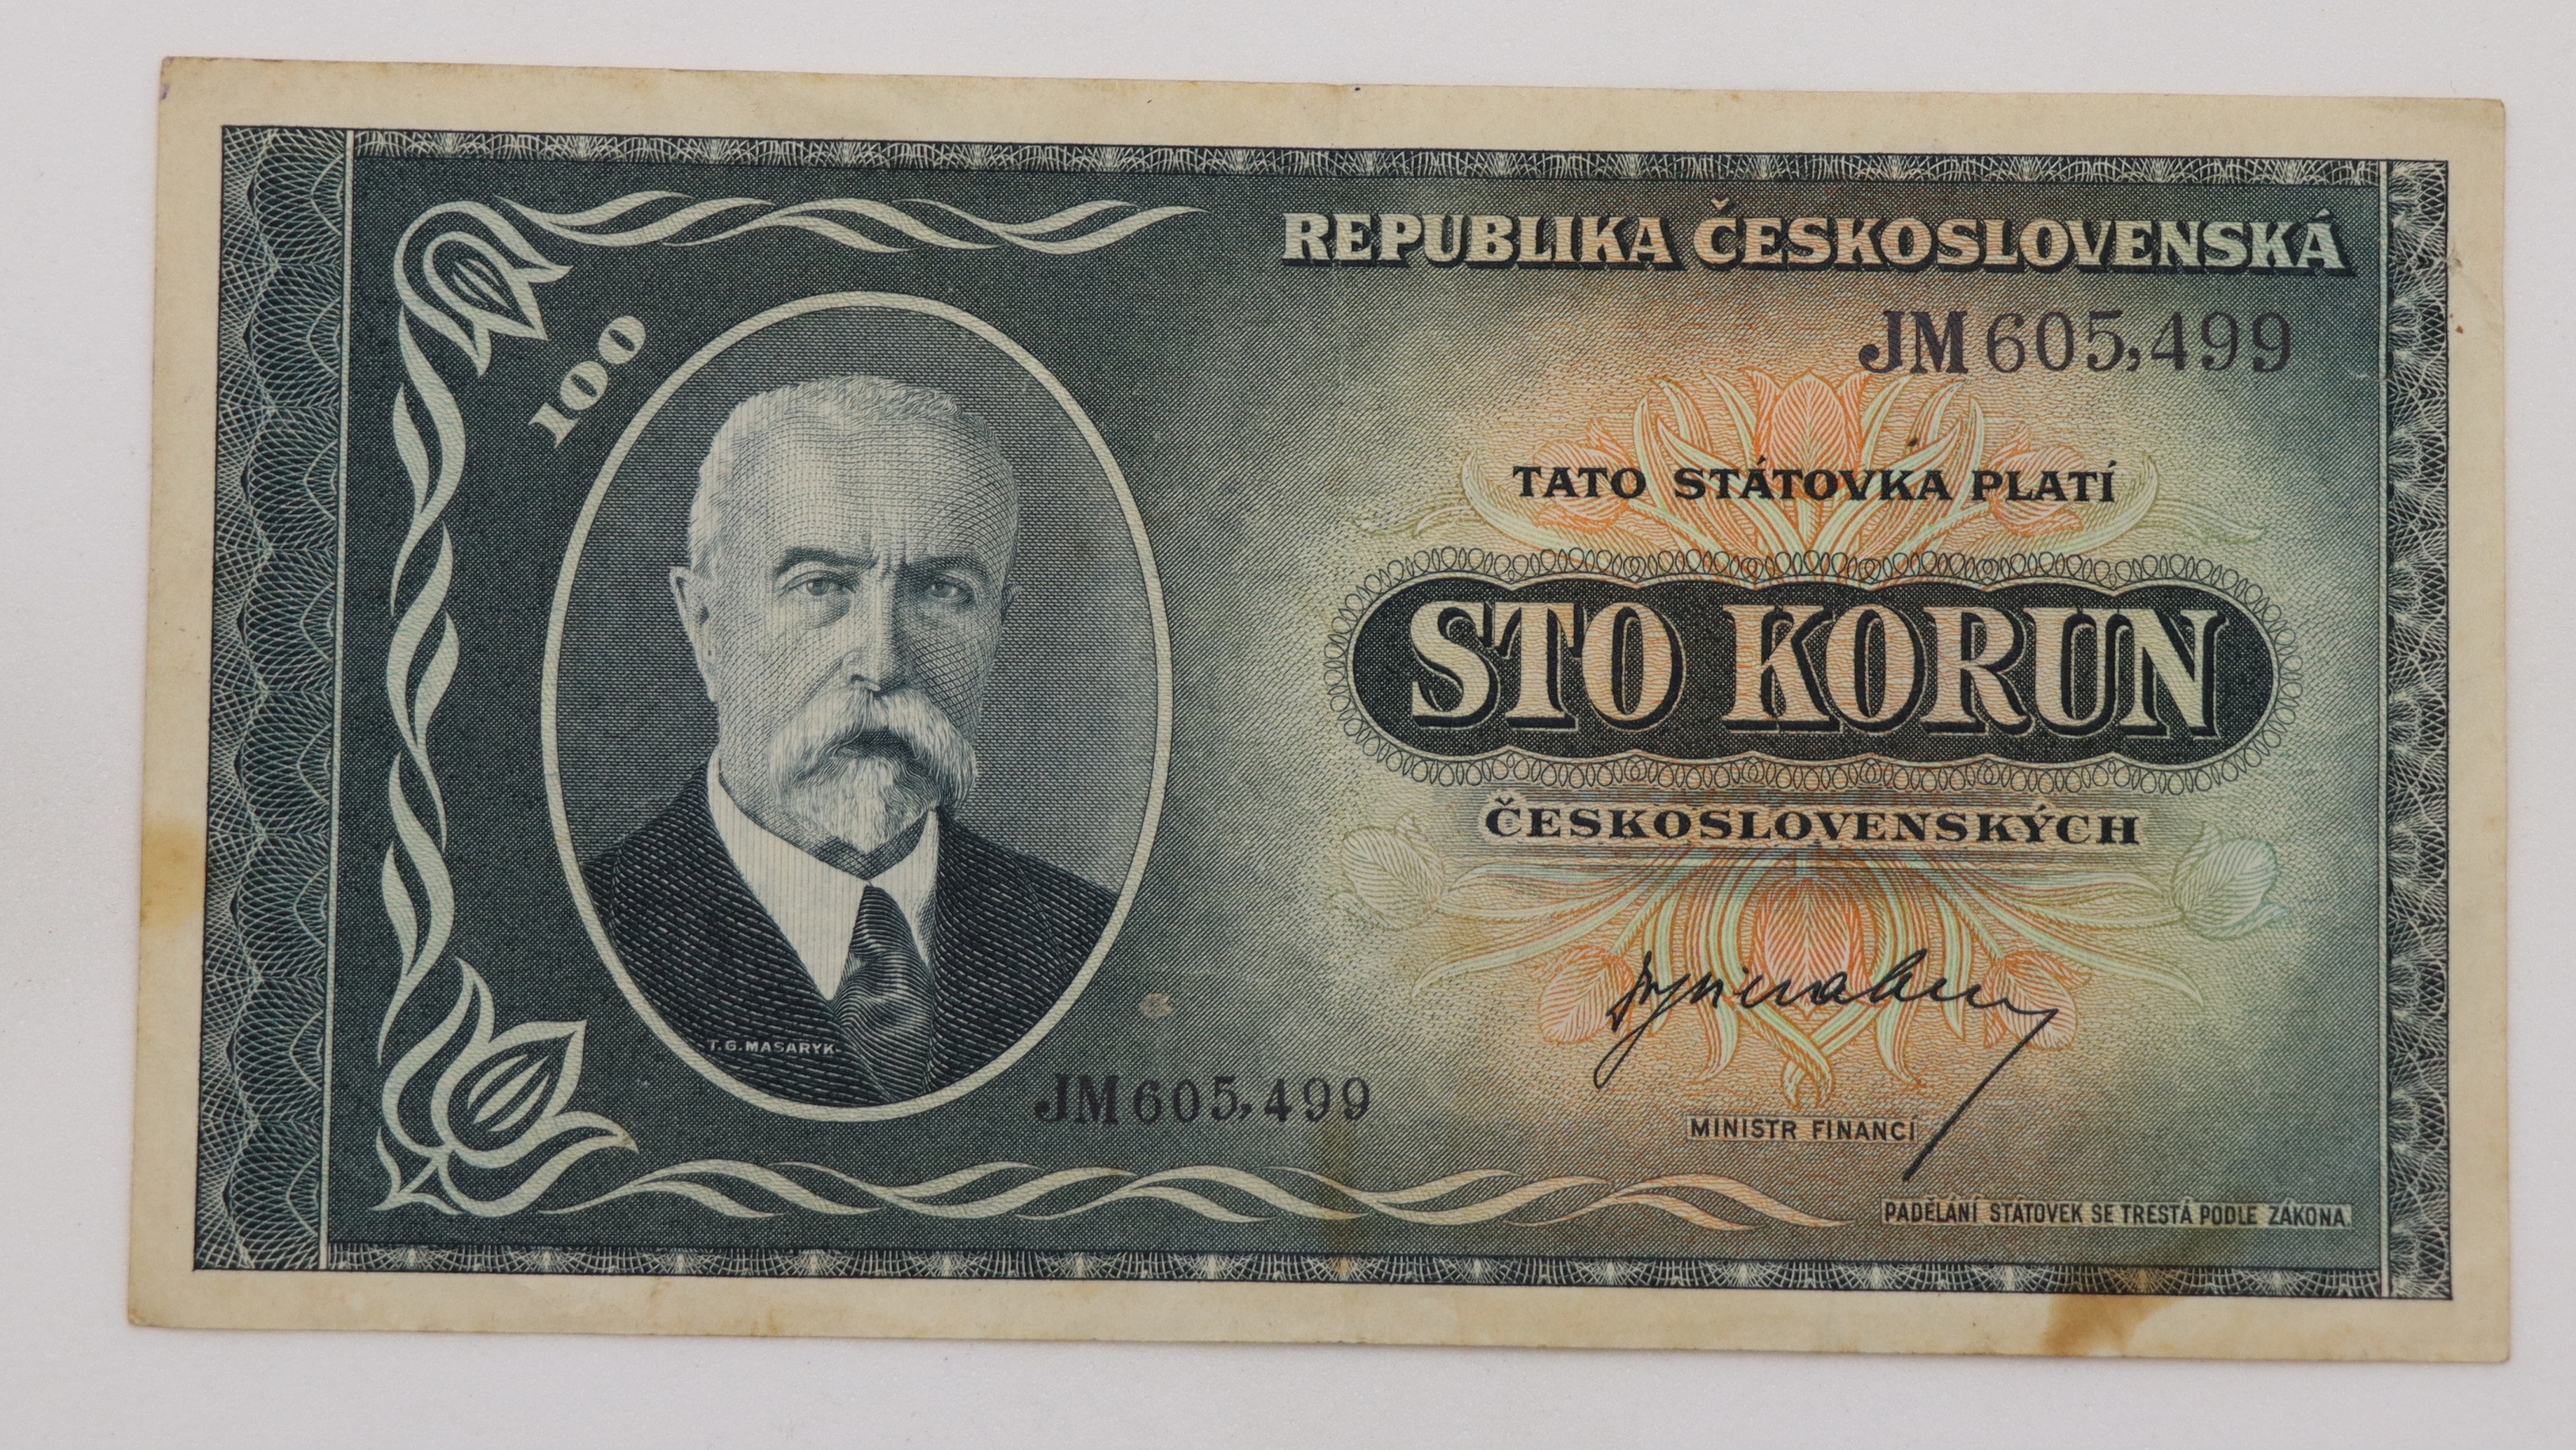 REPUBLIKA ČESKOSLOVENSKÁ
JM 605,499
100
TATO STÁTOVKA PLATÍ
STO KORUN
ČESKOSLOVENSKÝCH
T. G. MASARYK
JM 605,499
MINISTR FINANCÍ
PADĚLÁNÍ STÁTOVEK SE TRESTÁ PODLE ZÁKONA.